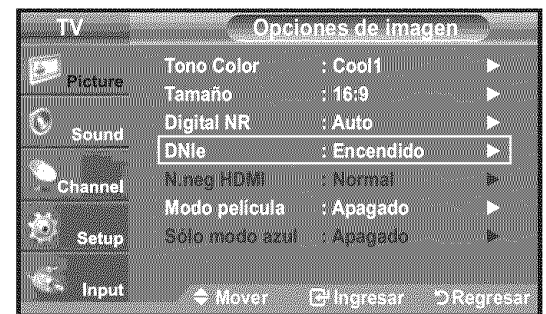 TV
Opciones de imagen
Picture
Sound
Channel
Setup
Input
Tono Color : Cool1
Tamaño : 16:9
Digital NR : Auto
DNIe : Encendido
N.neg HDMI : Normal
Modo película : Apagado
Sólo modo azul : Apagado
Mover Ingresar Regresar